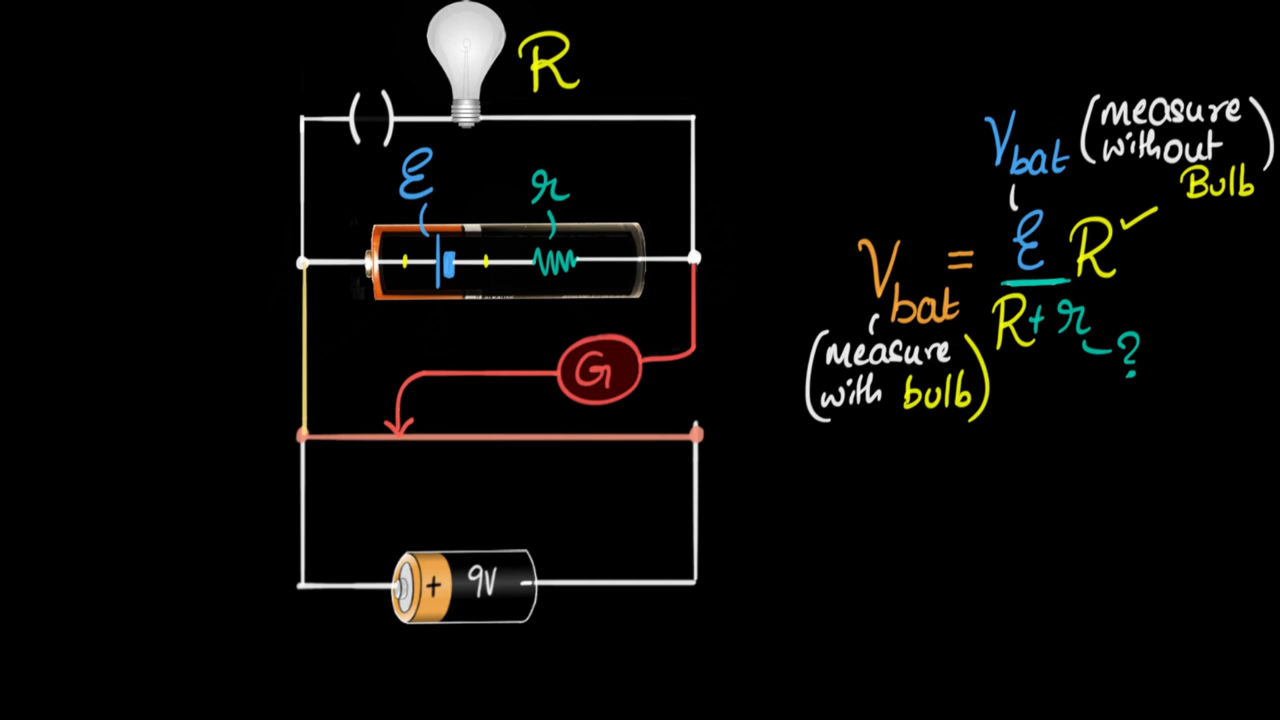 R
ℰ r
G
+ 9V -
V_bat (measure without Bulb)
V_bat = ℰ/(R+r) R ✓
?
(measure
with bulb)